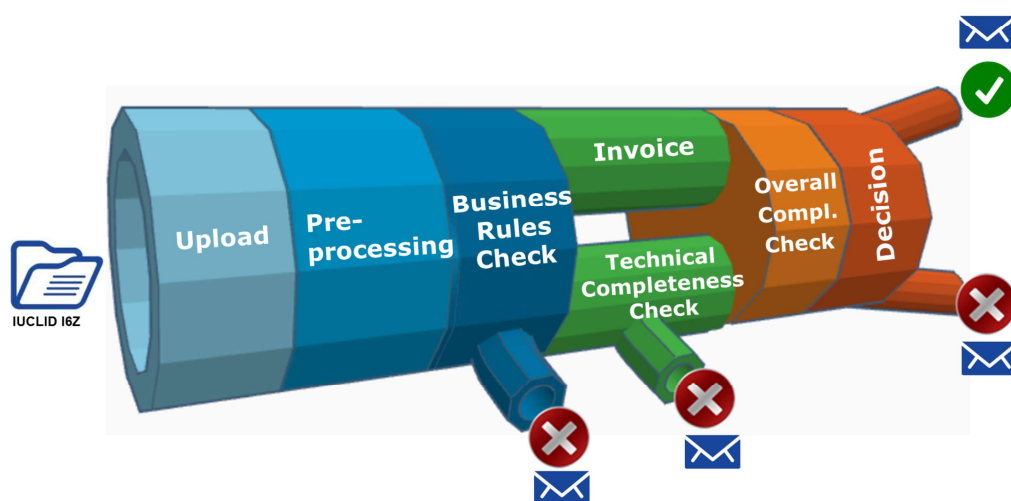 IUCLID I6Z
Upload
Pre-
processing
Business
Rules
Check
Invoice
Technical
Completeness
Check
Overall
Compl.
Check
Decision